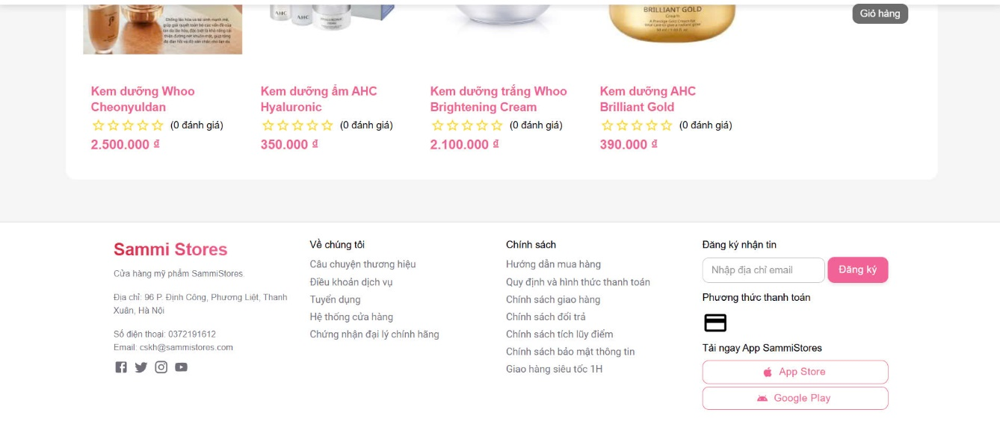 Giỏ hàng
AHC
AHC
BRILLIANT GOLD
Cream
Kem dưỡng Whoo
Cheonyuldan
(0 đánh giá)
2.500.000 ₫
Kem dưỡng ẩm AHC
Hyaluronic
(0 đánh giá)
350.000 ₫
Kem dưỡng trắng Whoo
Brightening Cream
(0 đánh giá)
2.100.000 ₫
Kem dưỡng AHC
Brilliant Gold
(0 đánh giá)
390.000 ₫
Sammi Stores
Cửa hàng mỹ phẩm SammiStores
Địa chỉ: 96 P. Định Công, Phương Liệt, Thanh
Xuân, Hà Nội
Số điện thoại: 0372191612
Email: cskh@sammistores.com
Về chúng tôi
Câu chuyện thương hiệu
Điều khoản dịch vụ
Tuyển dụng
Hệ thống cửa hàng
Chứng nhận đại lý chính hãng
Chính sách
Hướng dẫn mua hàng
Quy định và hình thức thanh toán
Chính sách giao hàng
Chính sách đổi trả
Chính sách tích lũy điểm
Chính sách bảo mật thông tin
Giao hàng siêu tốc 1H
Đăng ký nhận tin
Nhập địa chỉ email
Đăng ký
Phương thức thanh toán
Tải ngay App SammiStores
App Store
Google Play